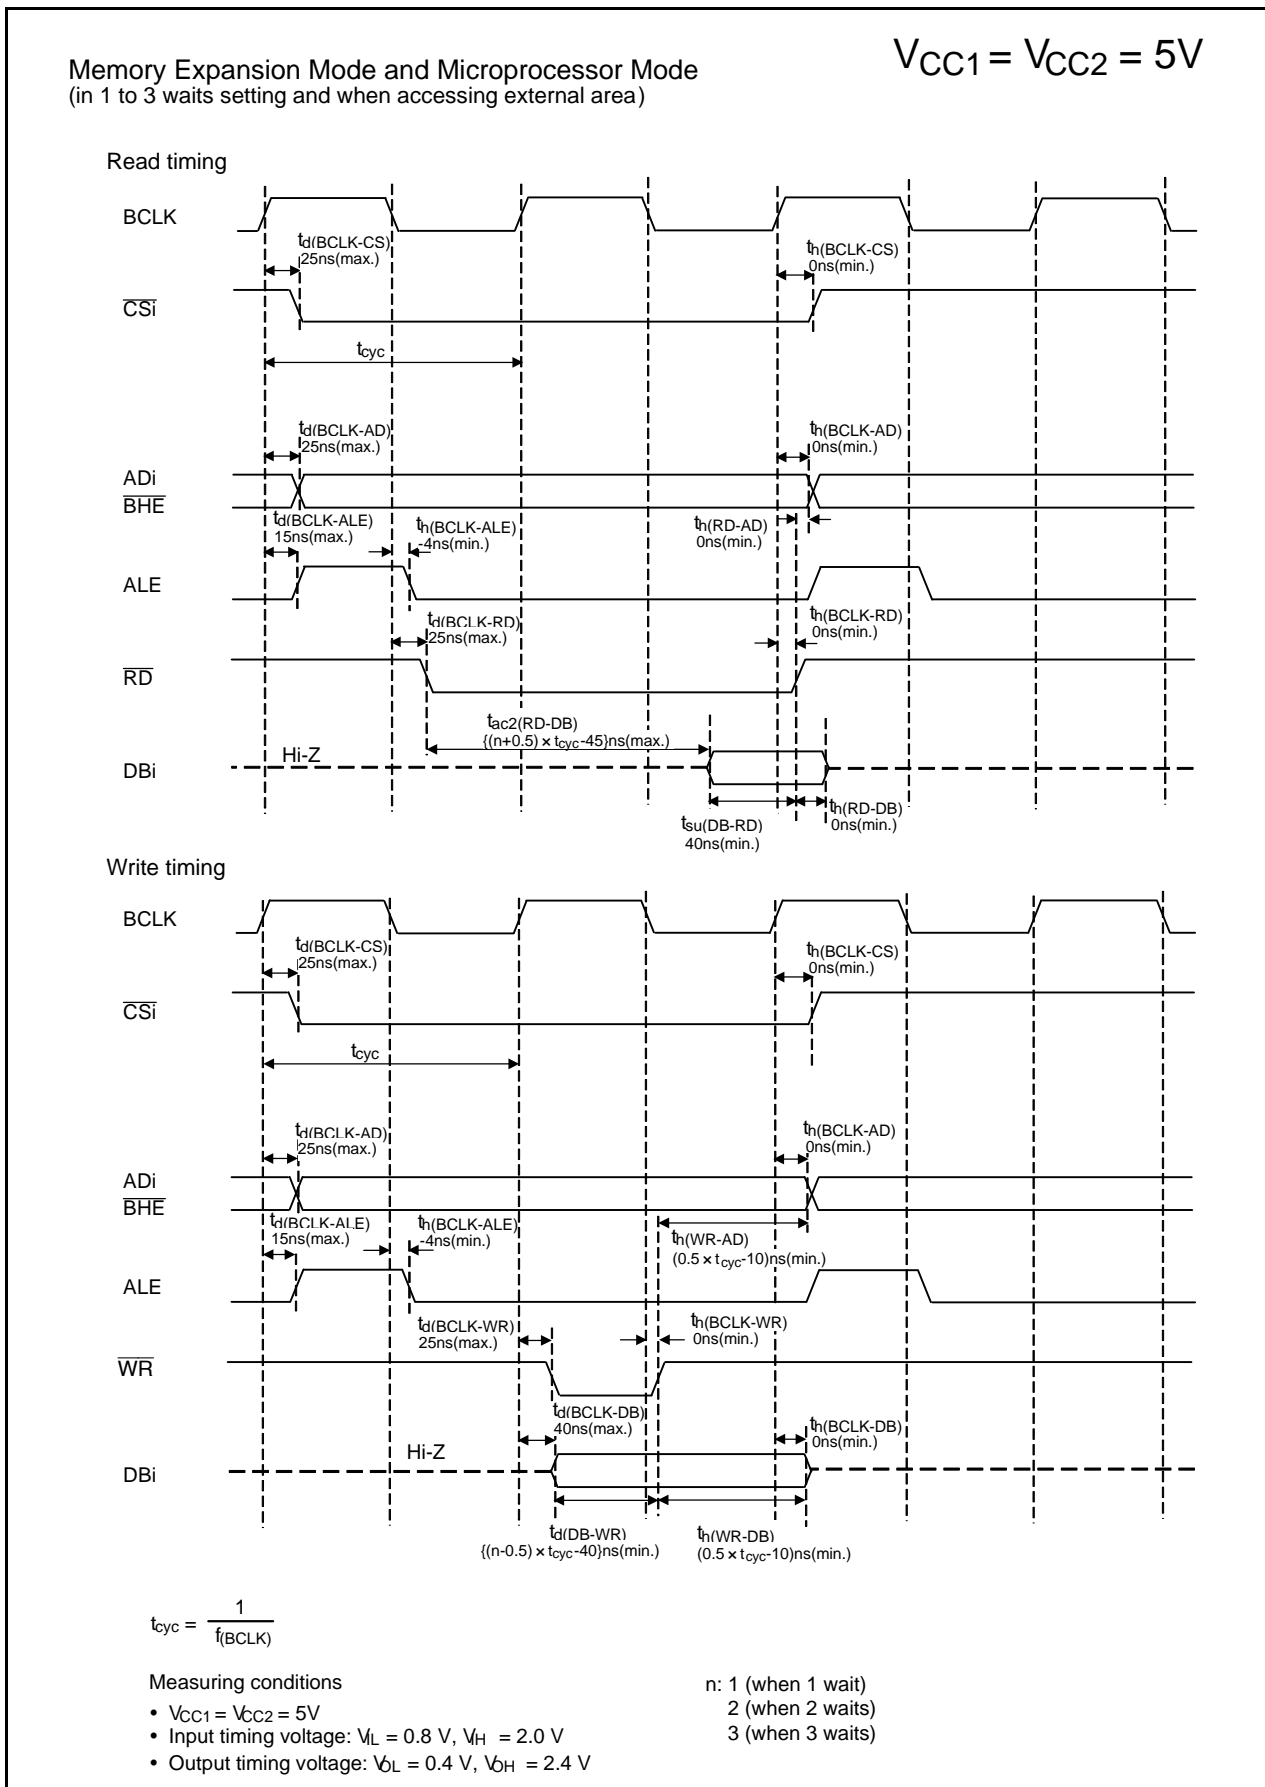 VCC1 = VCC2 = 5V
Memory Expansion Mode and Microprocessor Mode
(in 1 to 3 waits setting and when accessing external area)
Read timing
BCLK
td(BCLK-CS)
25ns(max.)
th(BCLK-CS)
0ns(min.)
CSi
tcyc
td(BCLK-AD)
25ns(max.)
th(BCLK-AD)
0ns(min.)
ADi
BHE
td(BCLK-ALE)
15ns(max.)
th(BCLK-ALE)
-4ns(min.)
th(RD-AD)
0ns(min.)
ALE
td(BCLK-RD)
25ns(max.)
th(BCLK-RD)
0ns(min.)
RD
tac2(RD-DB)
{(n+0.5) × tcyc-45}ns(max.)
Hi-Z
DBi
tsu(DB-RD)
40ns(min.)
th(RD-DB)
0ns(min.)
Write timing
BCLK
td(BCLK-CS)
25ns(max.)
th(BCLK-CS)
0ns(min.)
CSi
tcyc
td(BCLK-AD)
25ns(max.)
th(BCLK-AD)
0ns(min.)
ADi
BHE
td(BCLK-ALE)
15ns(max.)
th(BCLK-ALE)
-4ns(min.)
th(WR-AD)
(0.5 × tcyc-10)ns(min.)
ALE
td(BCLK-WR)
25ns(max.)
th(BCLK-WR)
0ns(min.)
WR
td(BCLK-DB)
40ns(max.)
th(BCLK-DB)
0ns(min.)
Hi-Z
DBi
td(DB-WR)
{(n-0.5) × tcyc-40}ns(min.)
th(WR-DB)
(0.5 × tcyc-10)ns(min.)
tcyc = 1 / f(BCLK)
Measuring conditions
• VCC1 = VCC2 = 5V
• Input timing voltage: VIL = 0.8 V, VIH = 2.0 V
• Output timing voltage: VOL = 0.4 V, VOH = 2.4 V
n: 1 (when 1 wait)
2 (when 2 waits)
3 (when 3 waits)